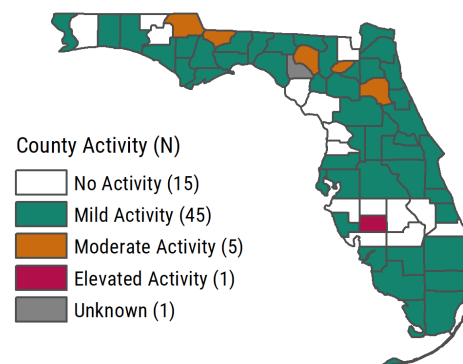 County Activity (N)
No Activity (15)
Mild Activity (45)
Moderate Activity (5)
Elevated Activity (1)
Unknown (1)